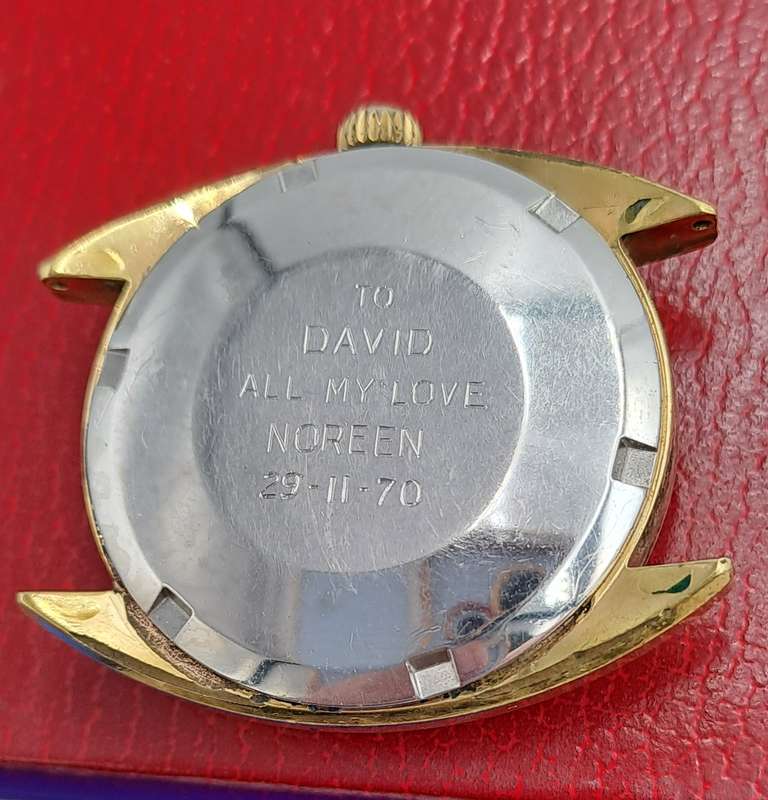 TO
DAVID
ALL MY LOVE
NOREEN
29-11-70